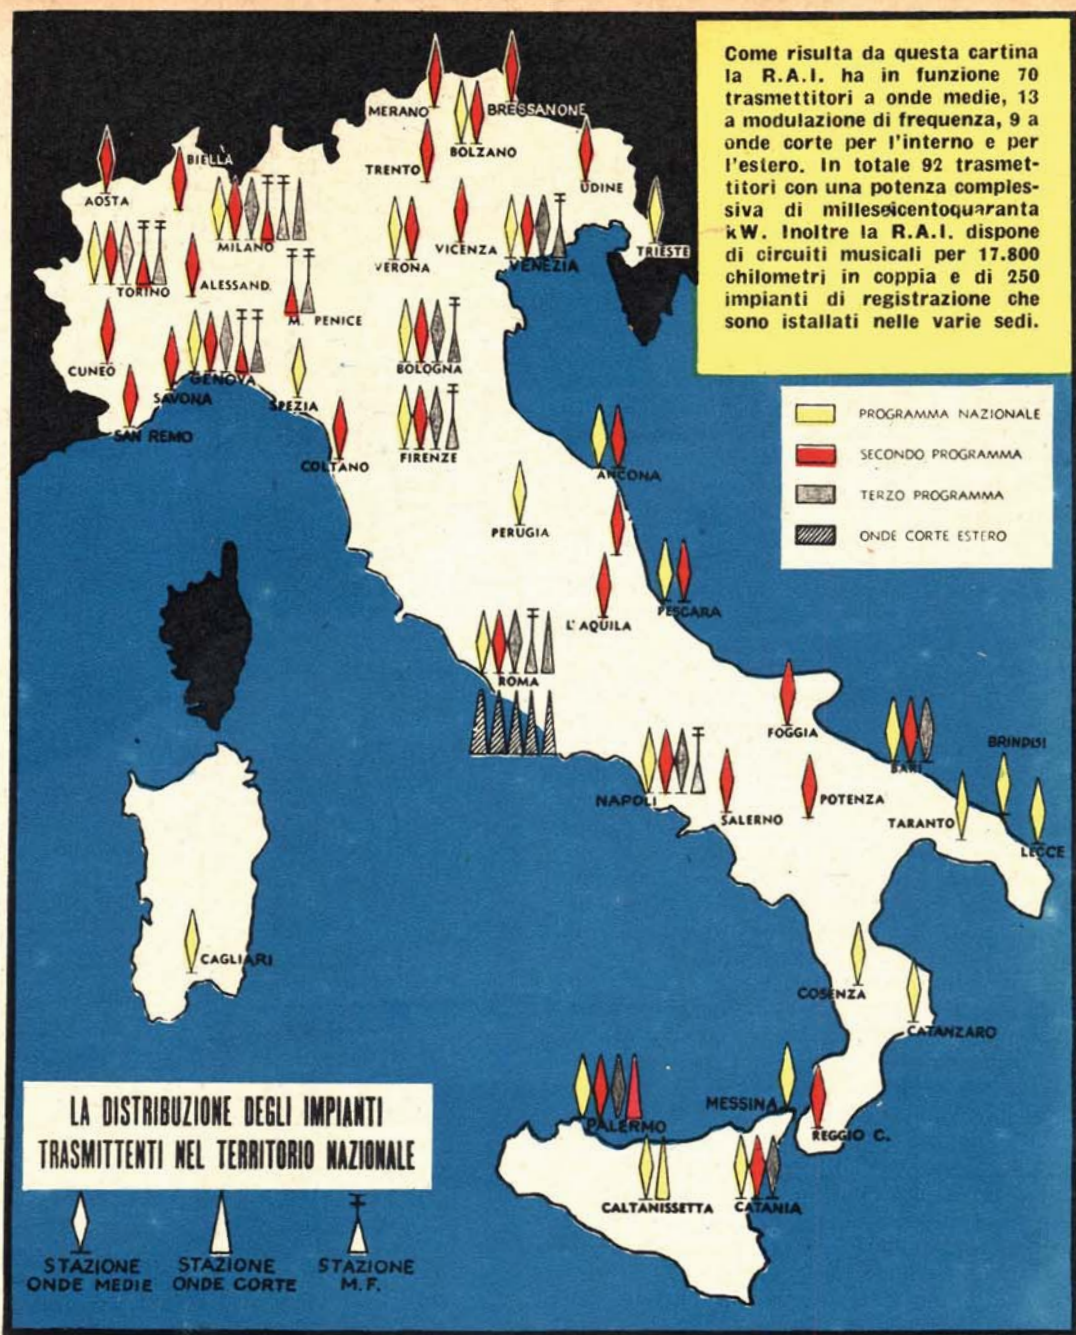 Come risulta da questa cartina
la R.A.I. ha in funzione 70
trasmettitori a onde medie, 13
a modulazione di frequenza, 9 a
onde corte per l'interno e per
l'estero. In totale 92 trasmet-
titori con una potenza comples-
siva di milleseicentoquaranta
kW. Inoltre la R.A.I. dispone
di circuiti musicali per 17.800
chilometri in coppia e di 250
impianti di registrazione che
sono istallati nelle varie sedi.
PROGRAMMA NAZIONALE
SECONDO PROGRAMMA
TERZO PROGRAMMA
ONDE CORTE ESTERO
MERANO
BRESSANONE
BOLZANO
TRENTO
UDINE
BIELLA
AOSTA
MILANO
VICENZA
VERONA
VENEZIA
TRIESTE
TORINO
ALESSAND.
M. PENICE
CUNEO
SAVONA
GENOVA
SPEZIA
BOLOGNA
SAN REMO
COLTANO
FIRENZE
ANCONA
PERUGIA
PESCARA
L'AQUILA
ROMA
FOGGIA
BARI
BRINDISI
NAPOLI
SALERNO
POTENZA
TARANTO
LECCE
CAGLIARI
COSENZA
CATANZARO
MESSINA
PALERMO
REGGIO C.
CALTANISSETTA
CATANIA
LA DISTRIBUZIONE DEGLI IMPIANTI
TRASMITTENTI NEL TERRITORIO NAZIONALE
STAZIONE
ONDE MEDIE
STAZIONE
ONDE CORTE
STAZIONE
M.F.